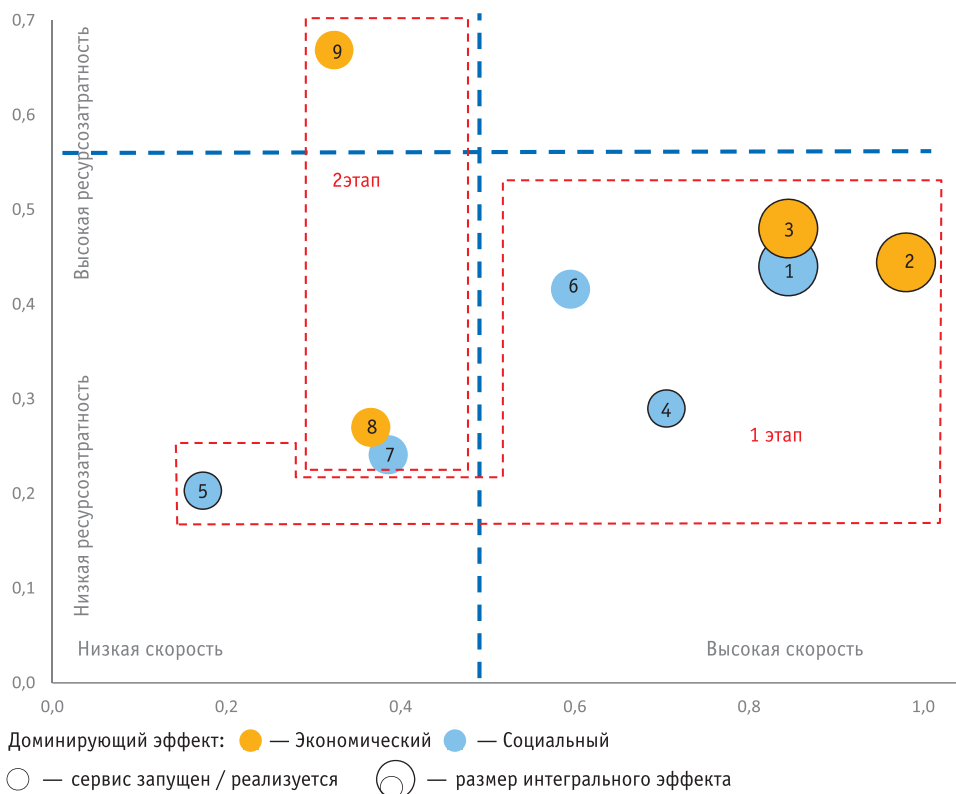 0,7
0,6
0,5
0,4
0,3
0,2
0,1
0,0
Высокая ресурсозатратность
Низкая ресурсозатратность
9
2этап
3
1
2
6
4
1 этап
8
7
5
Низкая скорость
Высокая скорость
0,0
0,2
0,4
0,6
0,8
1,0
Доминирующий эффект: — Экономический — Социальный
— сервис запущен / реализуется — размер интегрального эффекта